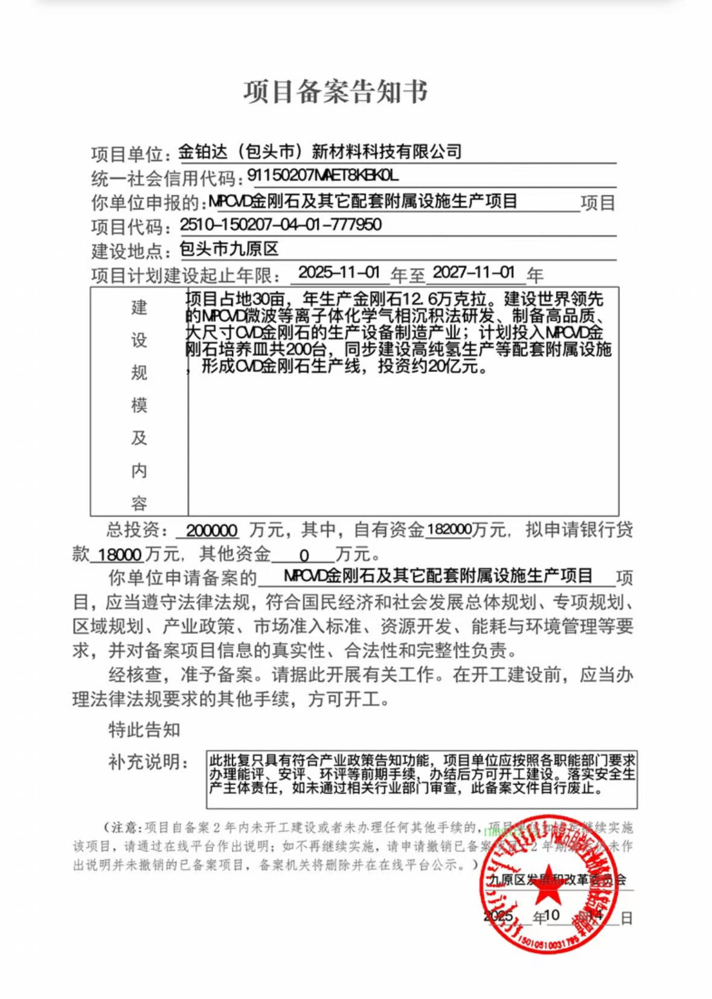 项目备案告知书
项目单位：金铂达（包头市）新材料科技有限公司
统一社会信用代码：91150207MAET8KBK0L
你单位申报的：MPCVD金刚石及其它配套附属设施生产项目 项目
项目代码：2510-150207-04-01-777950
建设地点：包头市九原区
项目计划建设起止年限： 2025-11-01 年至 2027-11-01 年
建设规模及内容
项目占地30亩，年生产金刚石12.6万克拉。建设世界领先
的MPCVD微波等离子体化学气相沉积法研发、制备高品质、
大尺寸CVD金刚石的生产设备制造产业；计划投入MPCVD金
刚石培养皿共200台，同步建设高纯氢生产等配套附属设施
，形成CVD金刚石生产线，投资约20亿元。
总投资： 200000 万元，其中，自有资金182000万元，拟申请银行贷
款 18000万元，其他资金 0 万元。
你单位申请备案的 MPCVD金刚石及其它配套附属设施生产项目 项
目，应当遵守法律法规，符合国民经济和社会发展总体规划、专项规划、
区域规划、产业政策、市场准入标准、资源开发、能耗与环境管理等要
求，并对备案项目信息的真实性、合法性和完整性负责。
经核查，准予备案。请据此开展有关工作。在开工建设前，应当办
理法律法规要求的其他手续，方可开工。
特此告知
补充说明：
此批复只具有符合产业政策告知功能，项目单位应按照各职能部门要求
办理能评、安评、环评等前期手续，办结后方可开工建设。落实安全生
产主体责任，如未通过相关行业部门审查，此备案文件自行废止。
（注意:项目自备案2年内未开工建设或者未办理任何其他手续的，项目单位如确定继续实施
该项目，请通过在线平台作出说明；如不再继续实施，请申请撤销已备案项目，2年期满后仍未作
出说明并未撤销的已备案项目，备案机关将删除并在在线平台公示。）
九原区发展和改革委员会
2025 年10 月14 日